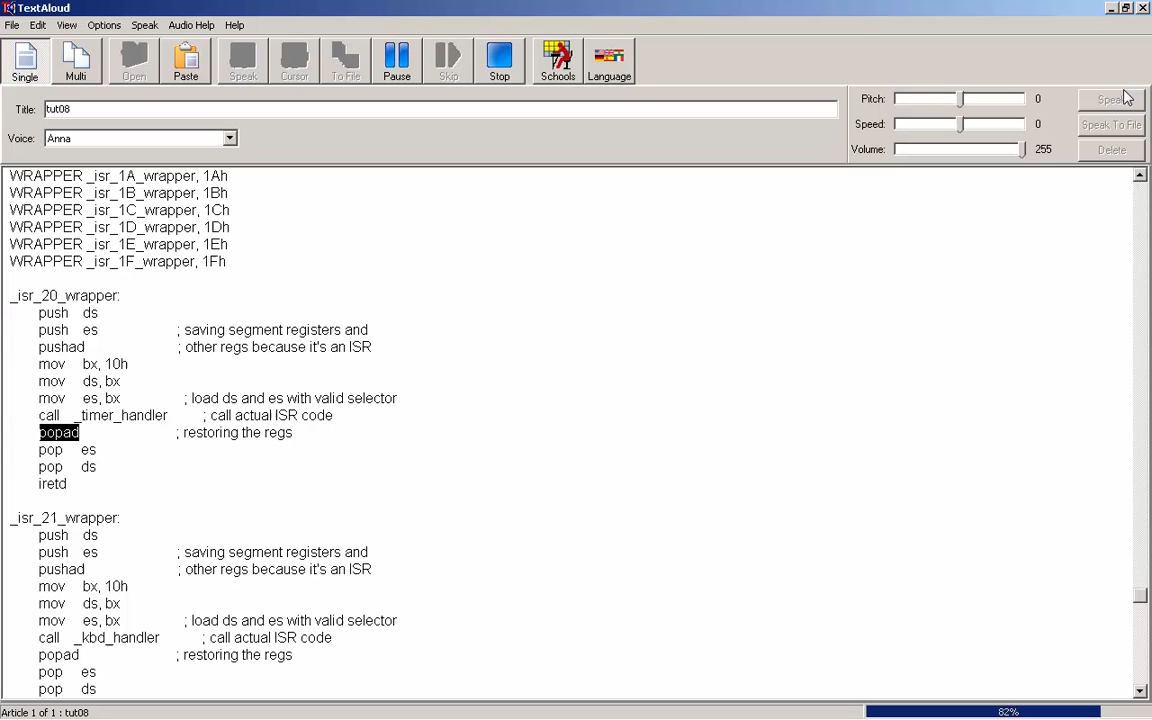 TextAloud
File Edit View Options Speak Audio Help Help
Single Multi Open Paste Speak Cursor To File Pause Skip Stop Schools Language
Title: tut08
Voice: Anna
Pitch: 0 Speak
Speed: 0 Speak To File
Volume: 255 Delete
WRAPPER _isr_1A_wrapper, 1Ah
WRAPPER _isr_1B_wrapper, 1Bh
WRAPPER _isr_1C_wrapper, 1Ch
WRAPPER _isr_1D_wrapper, 1Dh
WRAPPER _isr_1E_wrapper, 1Eh
WRAPPER _isr_1F_wrapper, 1Fh
_isr_20_wrapper:
push ds
push es ; saving segment registers and
pushad ; other regs because it's an ISR
mov bx, 10h
mov ds, bx
mov es, bx ; load ds and es with valid selector
call _timer_handler ; call actual ISR code
popad ; restoring the regs
pop es
pop ds
iretd
_isr_21_wrapper:
push ds
push es ; saving segment registers and
pushad ; other regs because it's an ISR
mov bx, 10h
mov ds, bx
mov es, bx ; load ds and es with valid selector
call _kbd_handler ; call actual ISR code
popad ; restoring the regs
pop es
pop ds
Article 1 of 1 : tut08 82%